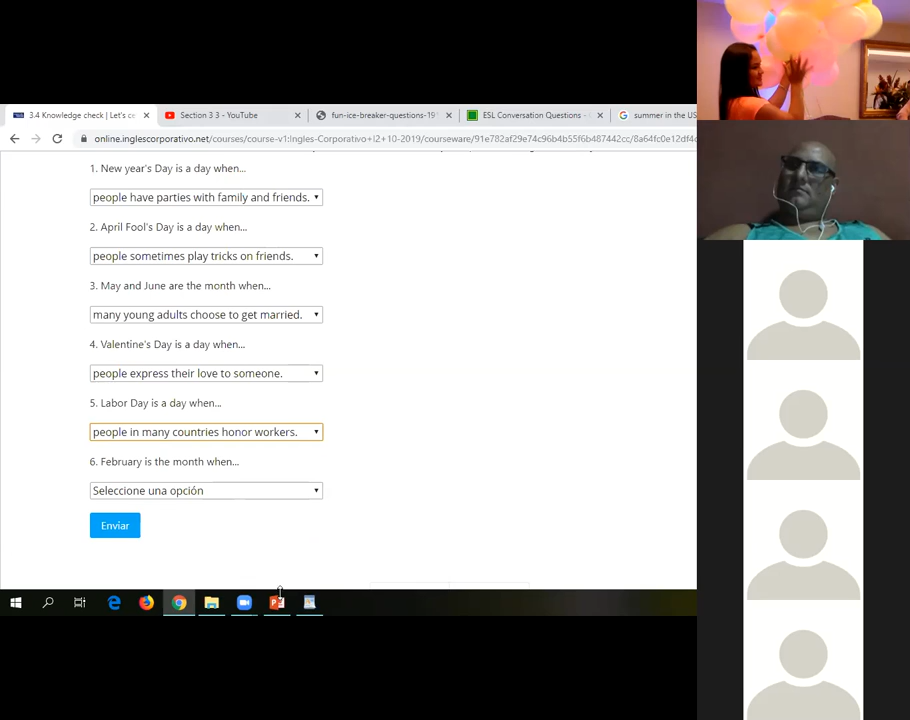 3.4 Knowledge check | Let's ce
Section 3 3 - YouTube
fun-ice-breaker-questions-19
ESL Conversation Questions -
summer in the US
online.inglescorporativo.net/courses/course-v1:Ingles-Corporativo+I2+10-2019/courseware/91e782af29e74c96b4b55f6b487442cc/8a64fc0e12df4
1. New year's Day is a day when...
people have parties with family and friends.
2. April Fool's Day is a day when...
people sometimes play tricks on friends.
3. May and June are the month when...
many young adults choose to get married.
4. Valentine's Day is a day when...
people express their love to someone.
5. Labor Day is a day when...
people in many countries honor workers.
6. February is the month when...
Seleccione una opción
Enviar